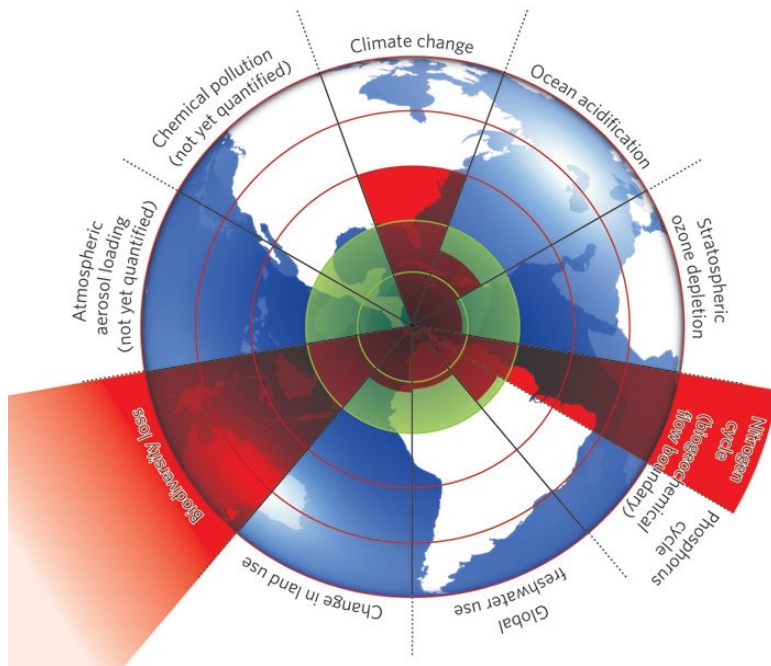 Climate change
Ocean acidification
Stratospheric
ozone depletion
Nitrogen
cycle
(biogeochemical
flow boundary)
Phosphorus
cycle
Global
freshwater use
Change in land use
Biodiversity loss
Atmospheric
aerosol loading
(not yet quantified)
Chemical pollution
(not yet quantified)